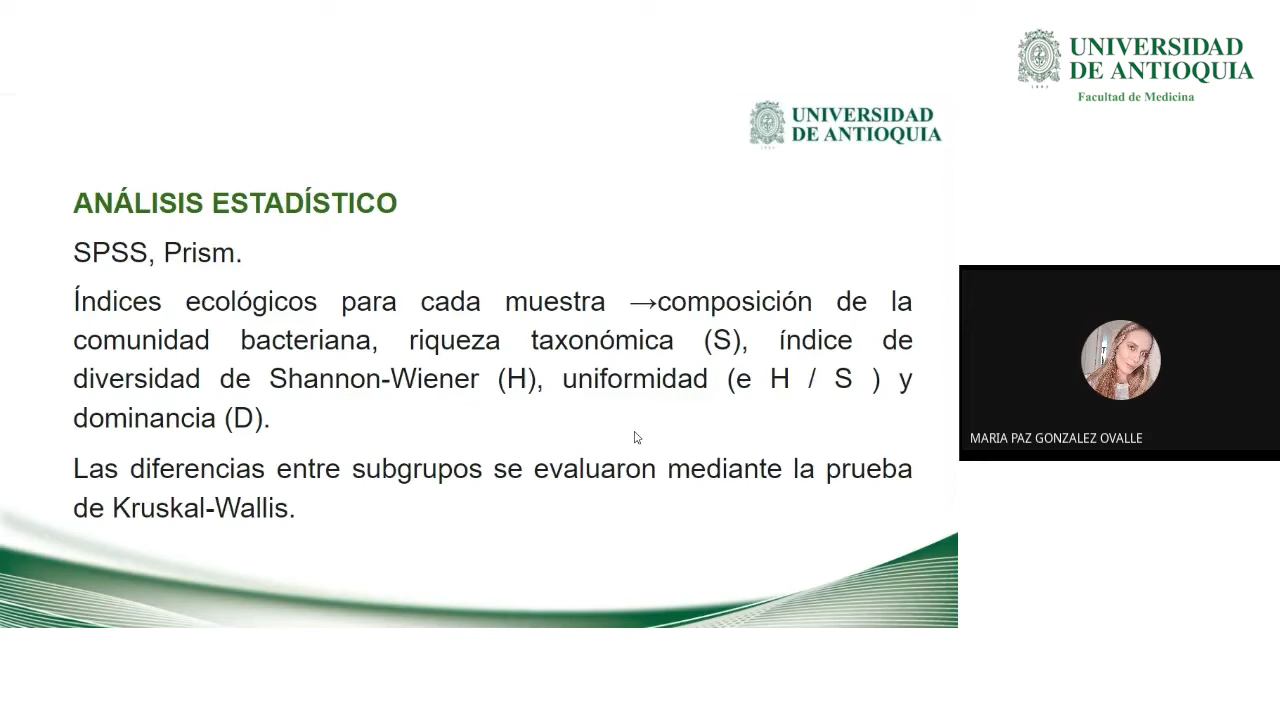 UNIVERSIDAD
DE ANTIOQUIA
1803
Facultad de Medicina
UNIVERSIDAD
DE ANTIOQUIA
ANÁLISIS ESTADÍSTICO
SPSS, Prism.
Índices ecológicos para cada muestra →composición de la
comunidad bacteriana, riqueza taxonómica (S), índice de
diversidad de Shannon-Wiener (H), uniformidad (e H / S ) y
dominancia (D).
Las diferencias entre subgrupos se evaluaron mediante la prueba
de Kruskal-Wallis.
MARIA PAZ GONZALEZ OVALLE